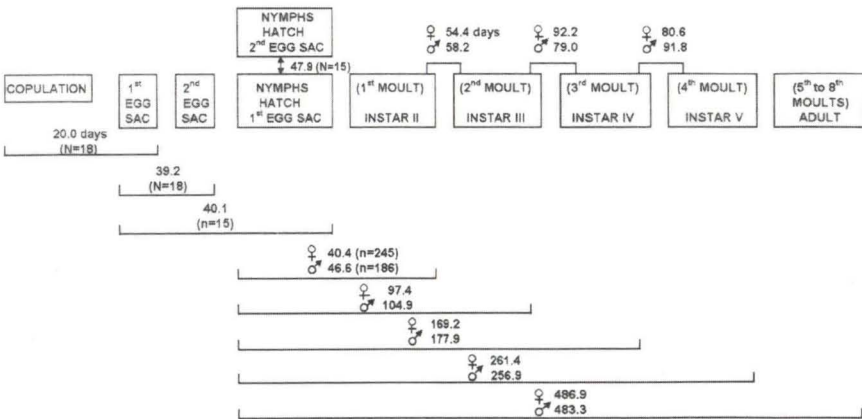 NYMPHS
HATCH
2nd EGG SAC
47.9 (N=15)
♀ 54.4 days
♂ 58.2
♀ 92.2
♂ 79.0
♀ 80.6
♂ 91.8
COPULATION
1st
EGG
SAC
2nd
EGG
SAC
NYMPHS
HATCH
1st EGG SAC
(1st MOULT)
INSTAR II
(2nd MOULT)
INSTAR III
(3rd MOULT)
INSTAR IV
(4th MOULT)
INSTAR V
(5th to 8th
MOULTS)
ADULT
20.0 days
(N=18)
39.2
(N=18)
40.1
(n=15)
♀ 40.4 (n=245)
♂ 46.6 (n=186)
♀ 97.4
♂ 104.9
♀ 169.2
♂ 177.9
♀ 261.4
♂ 256.9
♀ 486.9
♂ 483.3